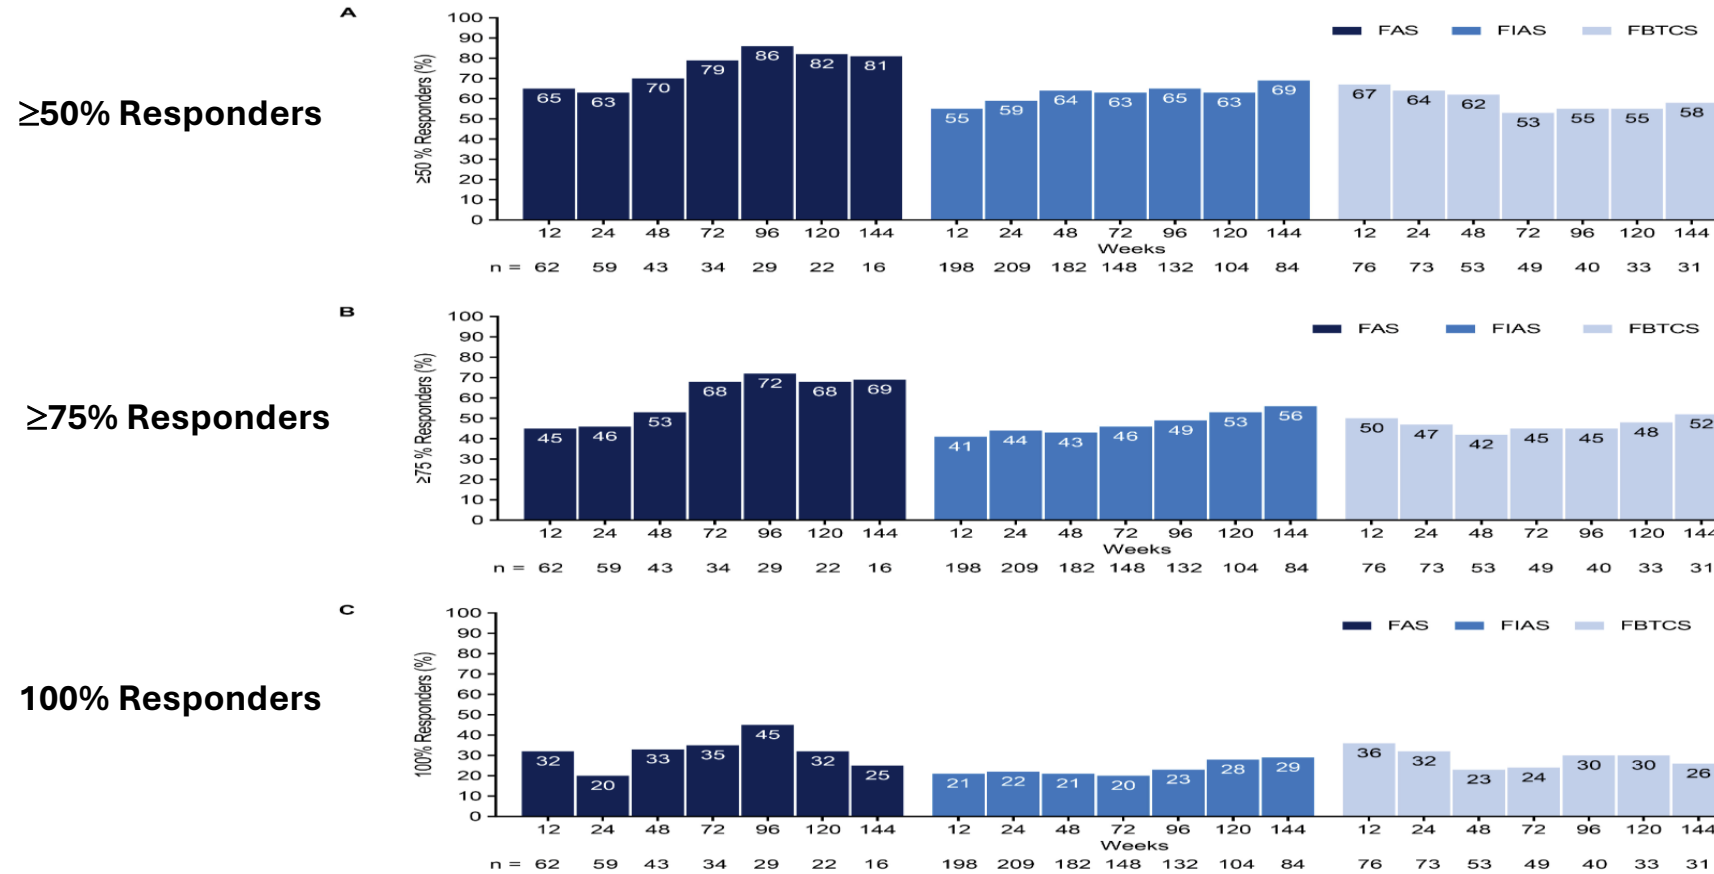 ≥50% Responders
A
≥50 % Responders (%)
100
90
80
70
60
50
40
30
20
10
0
FAS FIAS FBTCS
65 63 70 79 86 82 81
55 59 64 63 65 63 69
67 64 62 53 55 55 58
12 24 48 72 96 120 144 12 24 48 72 96 120 144 12 24 48 72 96 120 144
Weeks
n = 62 59 43 34 29 22 16 198 209 182 148 132 104 84 76 73 53 49 40 33 31
≥75% Responders
B
≥75 % Responders (%)
100
90
80
70
60
50
40
30
20
10
0
FAS FIAS FBTCS
45 46 53 68 72 68 69
41 44 43 46 49 53 56
50 47 42 45 45 48 52
12 24 48 72 96 120 144 12 24 48 72 96 120 144 12 24 48 72 96 120 144
Weeks
n = 62 59 43 34 29 22 16 198 209 182 148 132 104 84 76 73 53 49 40 33 31
100% Responders
C
100% Responders (%)
100
90
80
70
60
50
40
30
20
10
0
FAS FIAS FBTCS
32 20 33 35 45 32 25
21 22 21 20 23 28 29
36 32 23 24 30 30 26
12 24 48 72 96 120 144 12 24 48 72 96 120 144 12 24 48 72 96 120 144
Weeks
n = 62 59 43 34 29 22 16 198 209 182 148 132 104 84 76 73 53 49 40 33 31